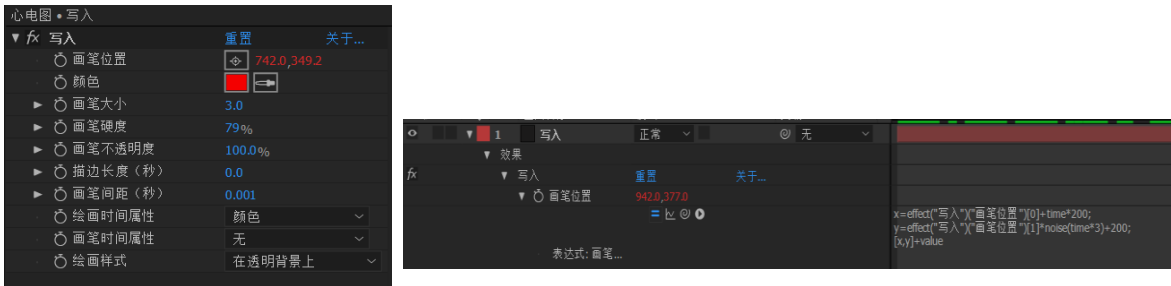 心电图 • 写入
fx 写入 重置 关于...
画笔位置 742.0,349.2
颜色
画笔大小 3.0
画笔硬度 79%
画笔不透明度 100.0%
描边长度（秒） 0.0
画笔间距（秒） 0.001
绘画时间属性 颜色
画笔时间属性 无
绘画样式 在透明背景上
1 写入 正常 无
效果
fx 写入 重置 关于...
画笔位置 942.0,377.0
表达式: 画笔...
x=effect("写入")("画笔位置")[0]+time*200;
y=effect("写入")("画笔位置")[1]*noise(time*3)+200;
[x,y]+value